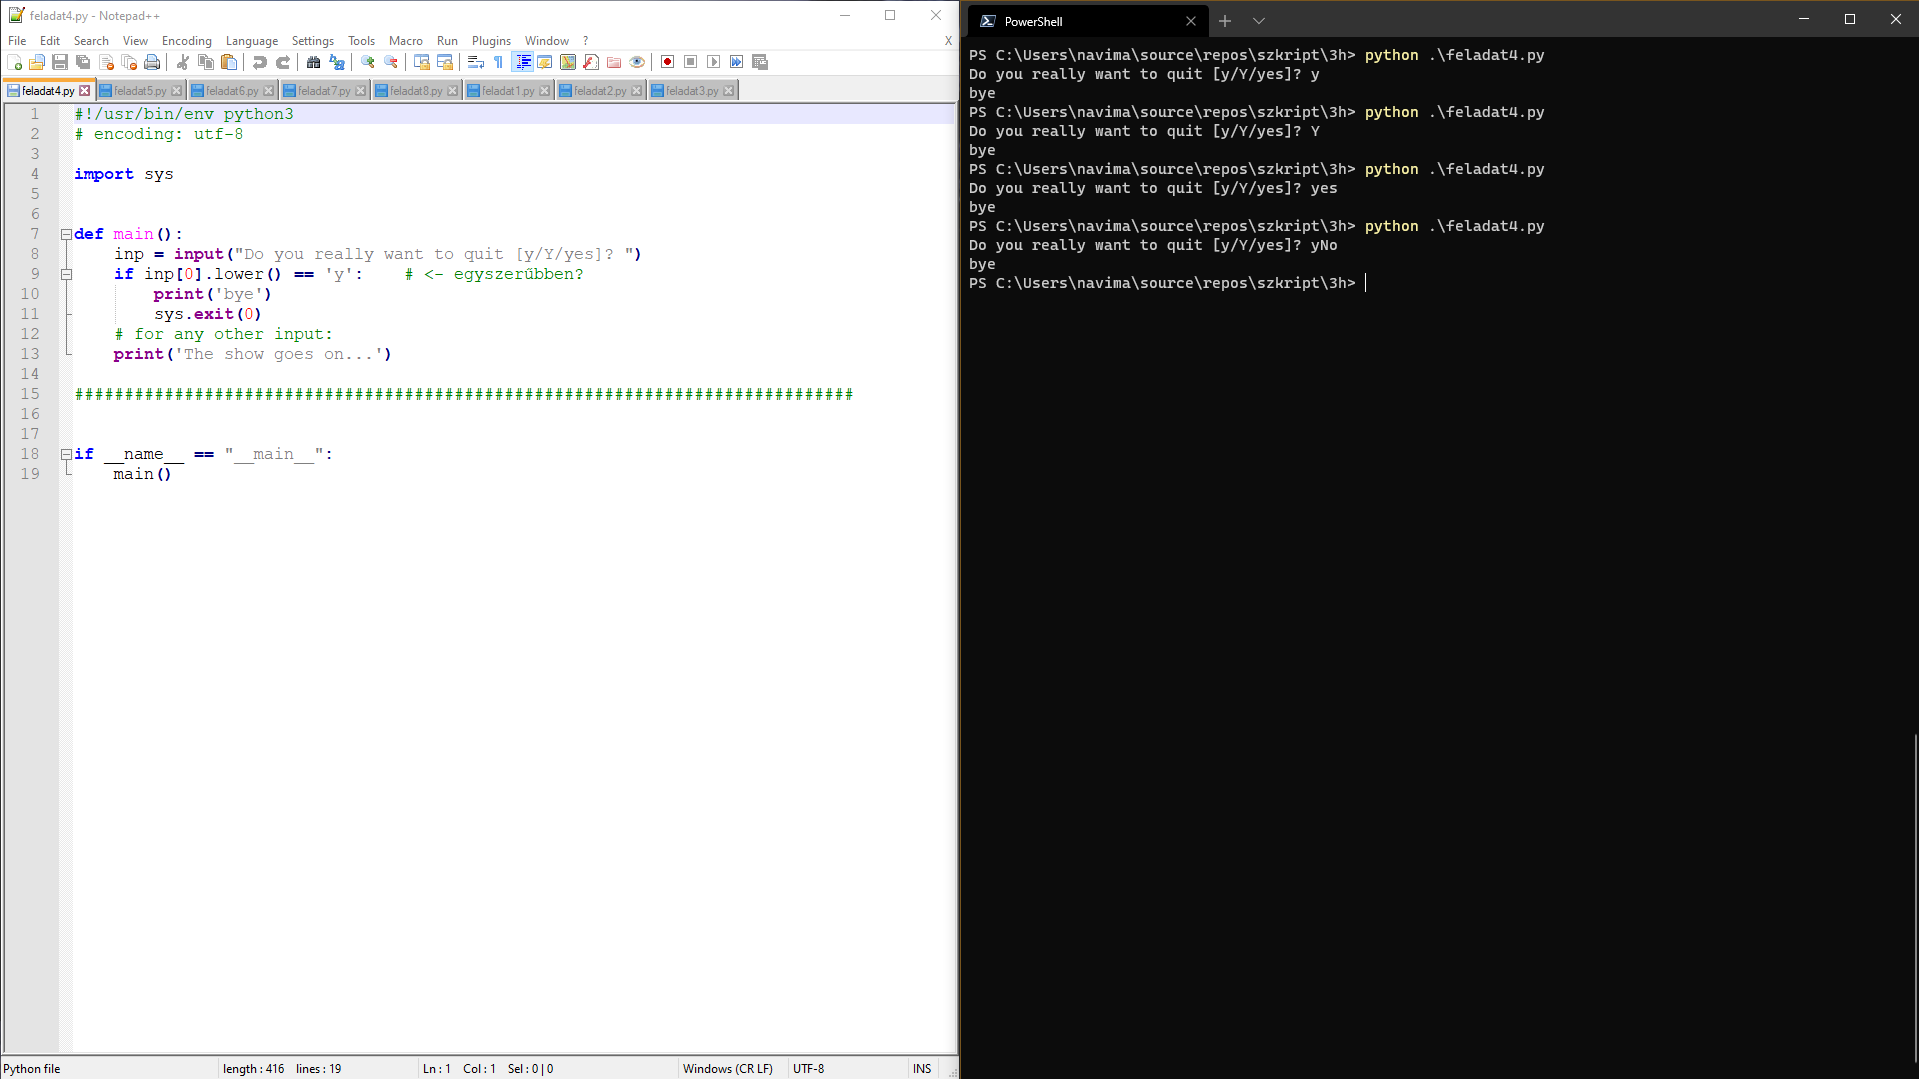 feladat4.py - Notepad++
File Edit Search View Encoding Language Settings Tools Macro Run Plugins Window ? X
feladat4.py feladat5.py feladat6.py feladat7.py feladat8.py feladat1.py feladat2.py feladat3.py
1 #!/usr/bin/env python3
2 # encoding: utf-8
3
4 import sys
5
6
7 def main():
8 inp = input("Do you really want to quit [y/Y/yes]? ")
9 if inp[0].lower() == 'y': # <- egyszerűbben?
10 print('bye')
11 sys.exit(0)
12 # for any other input:
13 print('The show goes on...')
14
15 ##############################################################################
16
17
18 if __name__ == "__main__":
19 main()
Python file length : 416 lines : 19 Ln : 1 Col : 1 Sel : 0 | 0 Windows (CR LF) UTF-8 INS
PowerShell
PS C:\Users\navima\source\repos\szkript\3h> python .\feladat4.py
Do you really want to quit [y/Y/yes]? y
bye
PS C:\Users\navima\source\repos\szkript\3h> python .\feladat4.py
Do you really want to quit [y/Y/yes]? Y
bye
PS C:\Users\navima\source\repos\szkript\3h> python .\feladat4.py
Do you really want to quit [y/Y/yes]? yes
bye
PS C:\Users\navima\source\repos\szkript\3h> python .\feladat4.py
Do you really want to quit [y/Y/yes]? yNo
bye
PS C:\Users\navima\source\repos\szkript\3h>